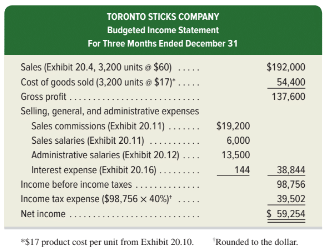 TORONTO STICKS COMPANY
Budgeted Income Statement
For Three Months Ended December 31
Sales (Exhibit 20.4, 3,200 units @ $60) ..... $192,000
Cost of goods sold (3,200 units @ $17)* ..... 54,400
Gross profit ..... 137,600
Selling, general, and administrative expenses
Sales commissions (Exhibit 20.11) ..... $19,200
Sales salaries (Exhibit 20.11) ..... 6,000
Administrative salaries (Exhibit 20.12) .... 13,500
Interest expense (Exhibit 20.16) ..... 144 38,844
Income before income taxes ..... 98,756
Income tax expense ($98,756 × 40%)† ..... 39,502
Net income ..... $ 59,254
*$17 product cost per unit from Exhibit 20.10. †Rounded to the dollar.